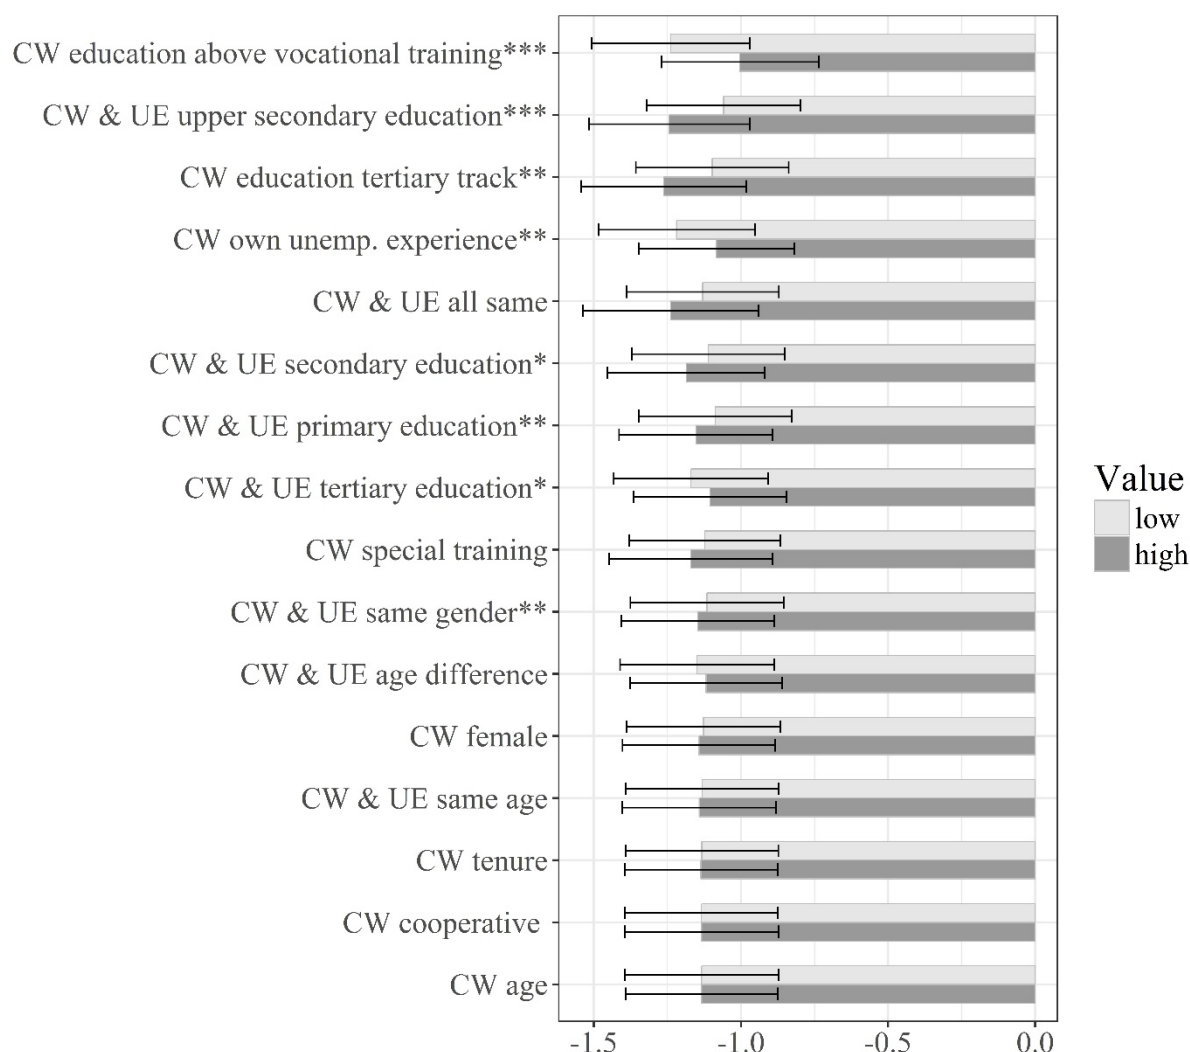 CW education above vocational training***
CW & UE upper secondary education***
CW education tertiary track**
CW own unemp. experience**
CW & UE all same
CW & UE secondary education*
CW & UE primary education**
CW & UE tertiary education*
CW special training
CW & UE same gender**
CW & UE age difference
CW female
CW & UE same age
CW tenure
CW cooperative
CW age
-1.5 -1.0 -0.5 0.0
Value
low
high